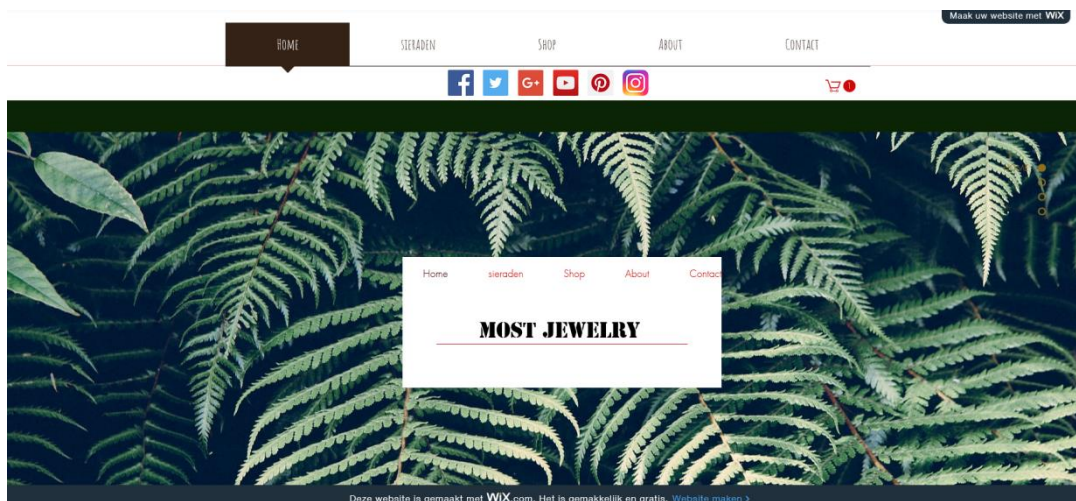 Maak uw website met WiX
Home sieraden Shop About Contact
G+
1
Home sieraden Shop About Contact
MOST JEWELRY
Deze website is gemaakt met WiX.com. Het is gemakkelijk en gratis. Website maken >